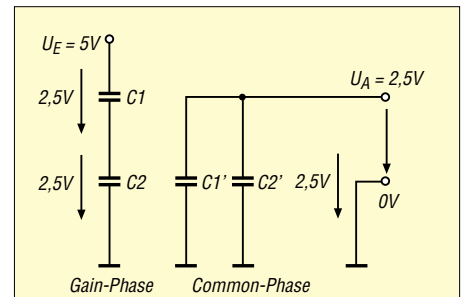 U_E = 5V
2,5V
C1
U_A = 2,5V
2,5V
C2
C1'
C2'
2,5V
0V
Gain-Phase
Common-Phase